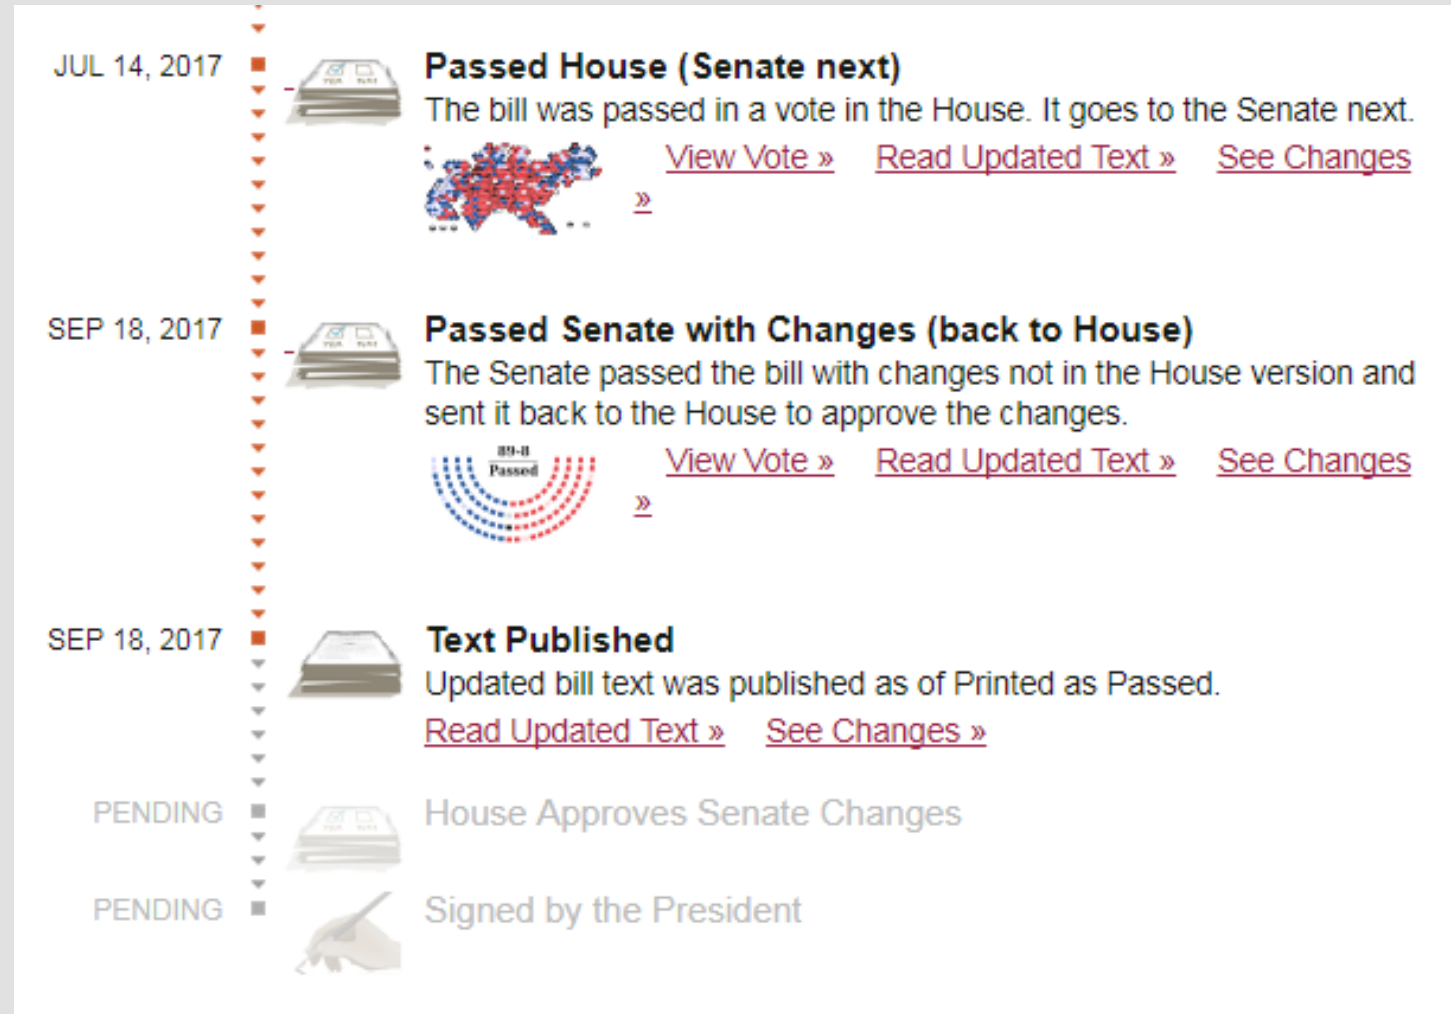 JUL 14, 2017
Passed House (Senate next)
The bill was passed in a vote in the House. It goes to the Senate next.
View Vote » Read Updated Text » See Changes
»
SEP 18, 2017
Passed Senate with Changes (back to House)
The Senate passed the bill with changes not in the House version and
sent it back to the House to approve the changes.
89-8
Passed
View Vote » Read Updated Text » See Changes
»
SEP 18, 2017
Text Published
Updated bill text was published as of Printed as Passed.
Read Updated Text » See Changes »
PENDING
House Approves Senate Changes
PENDING
Signed by the President